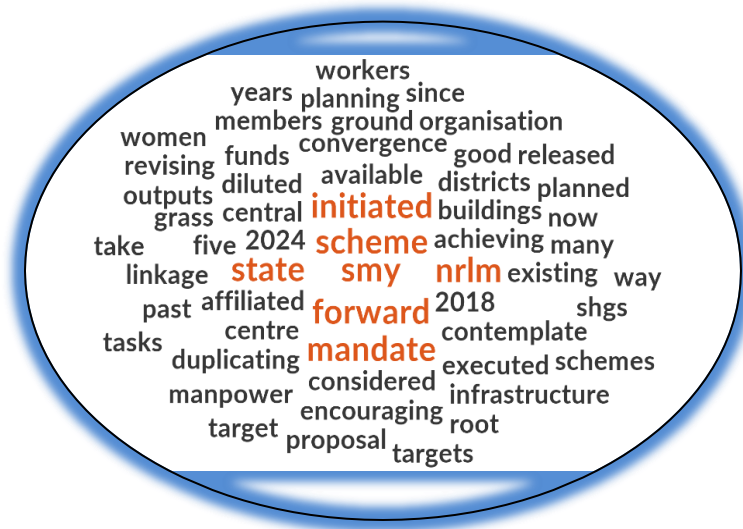 workers
years planning since
members ground organisation
women convergence
revising funds good released
available
outputs diluted districts planned
grass central initiated buildings now
take five 2024 scheme achieving many
linkage state smy nrlm existing way
past affiliated forward 2018 shgs
tasks centre contemplate
duplicating mandate executed schemes
manpower considered infrastructure
target encouraging root
proposal targets